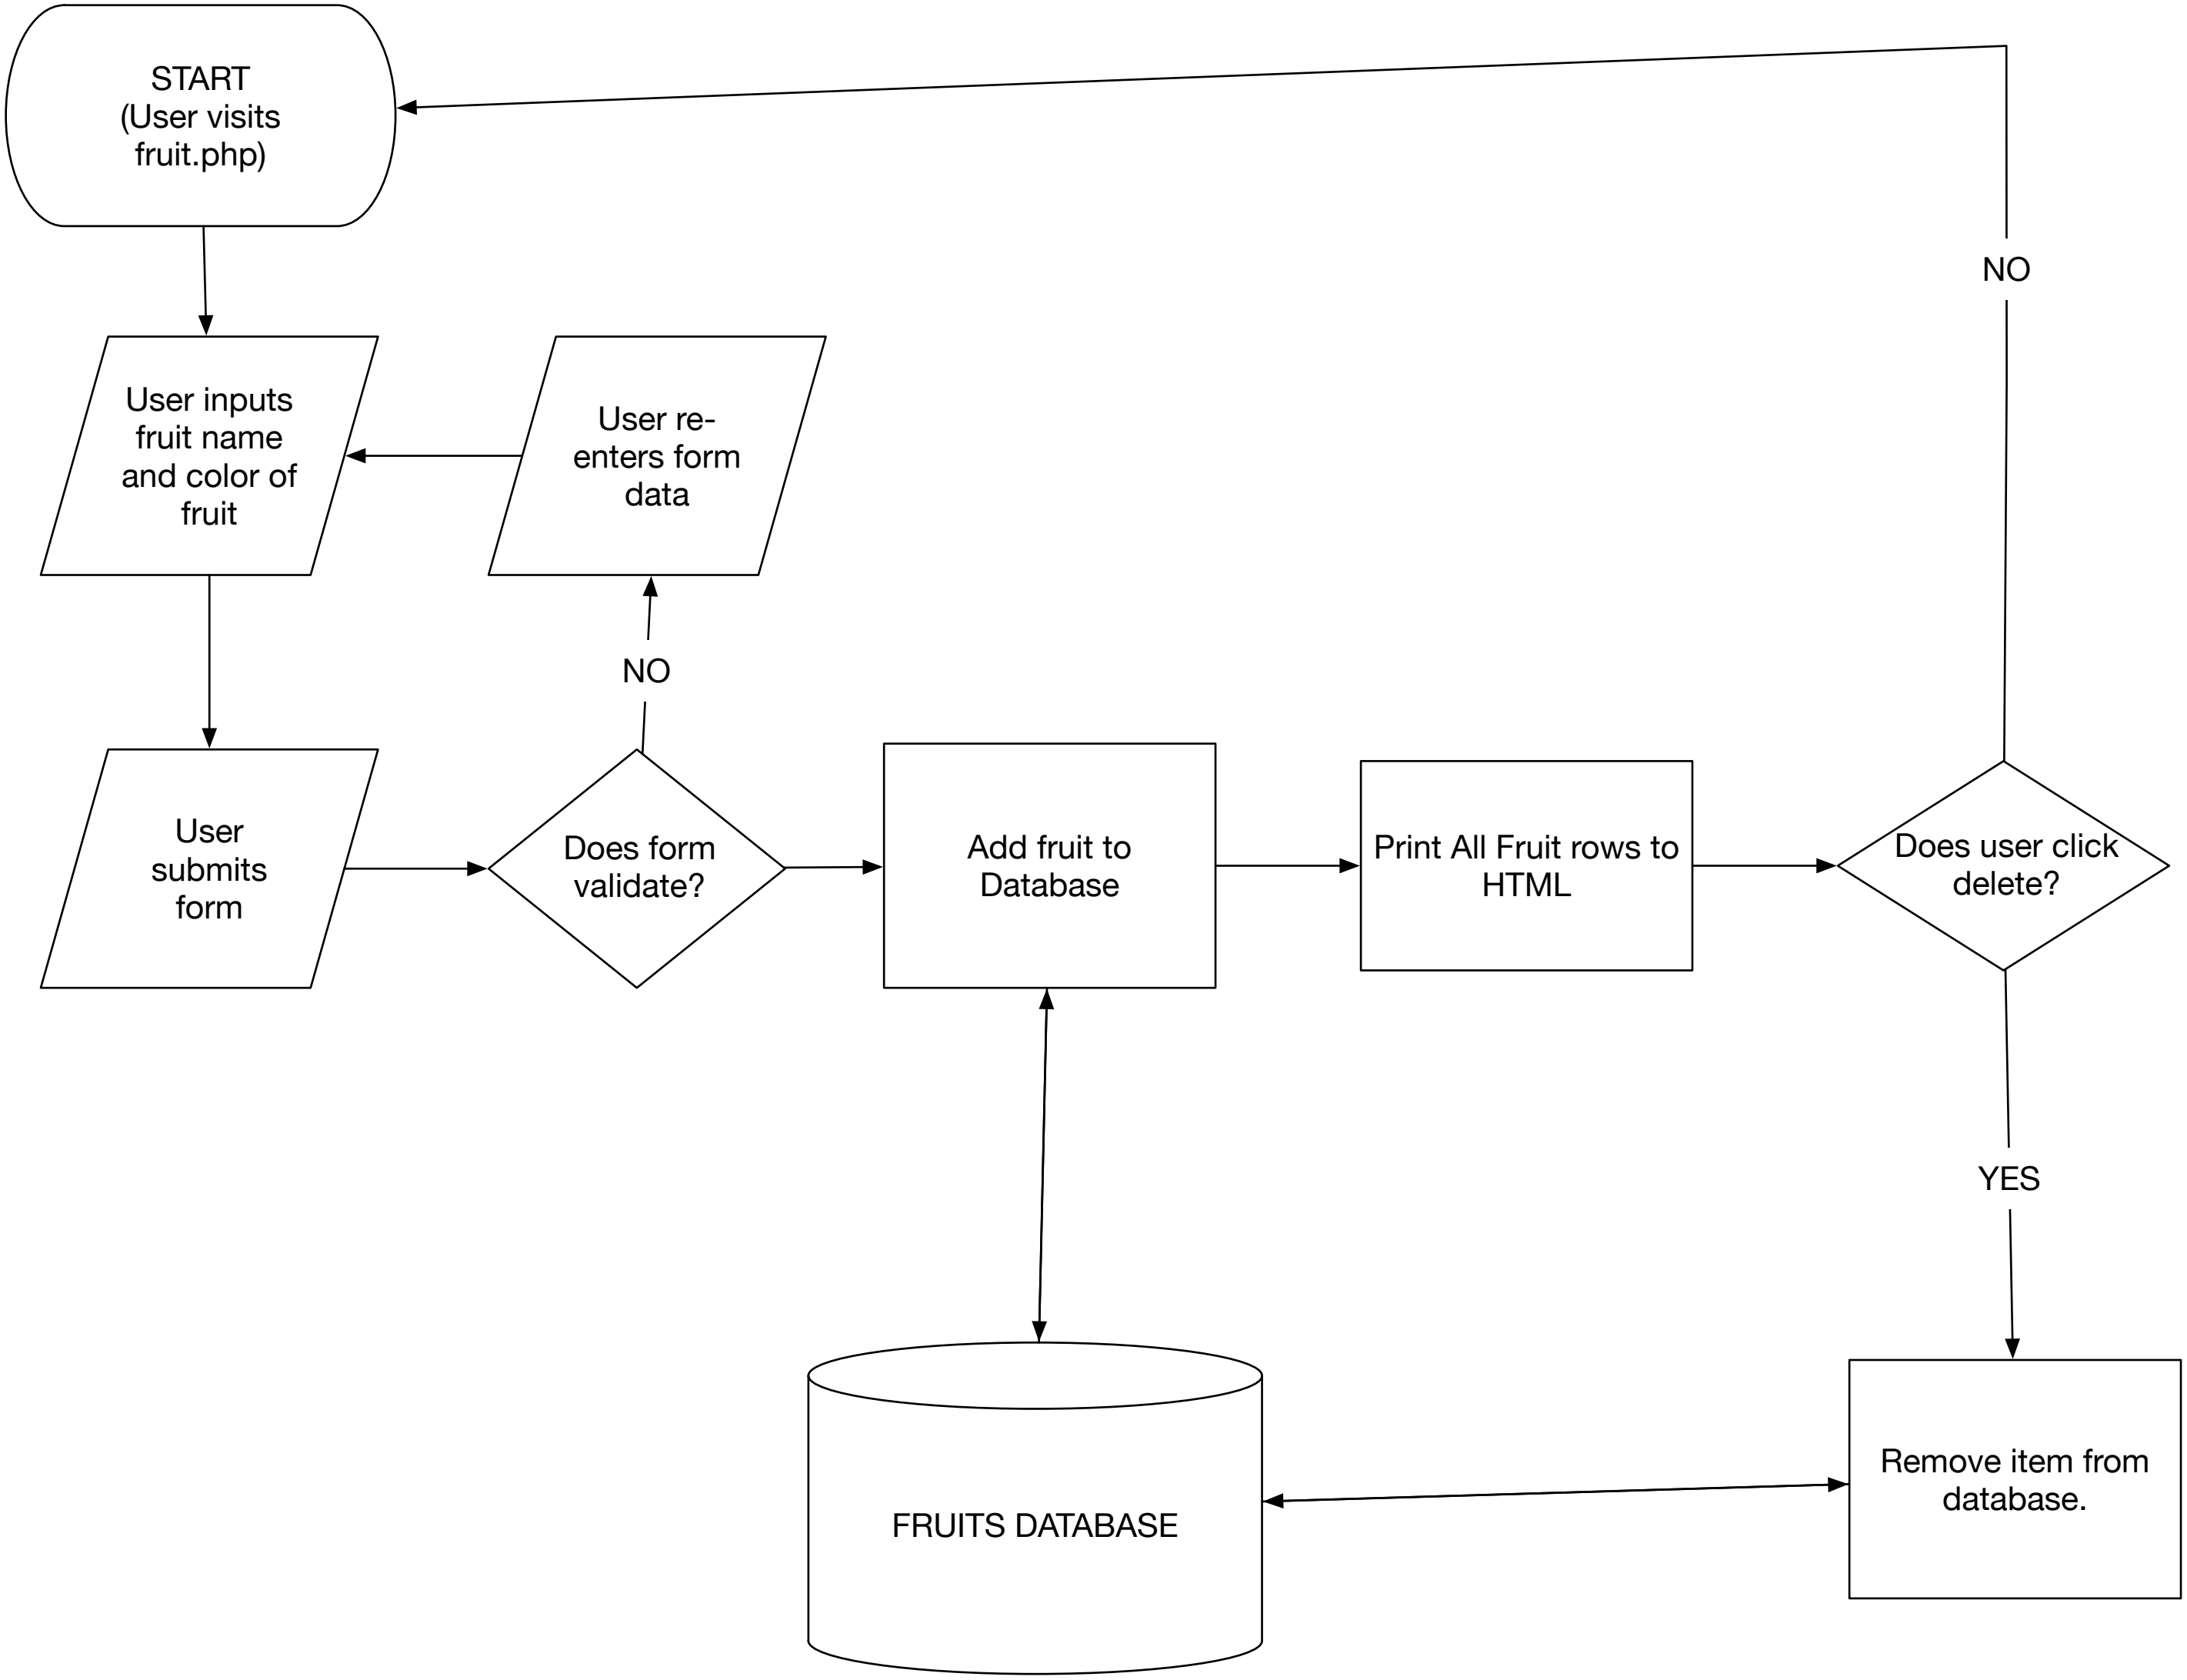 START
(User visits
fruit.php)
NO
User inputs
fruit name
and color of
fruit
User re-
enters form
data
NO
User
submits
form
Does form
validate?
Add fruit to
Database
Print All Fruit rows to
HTML
Does user click
delete?
YES
FRUITS DATABASE
Remove item from
database.